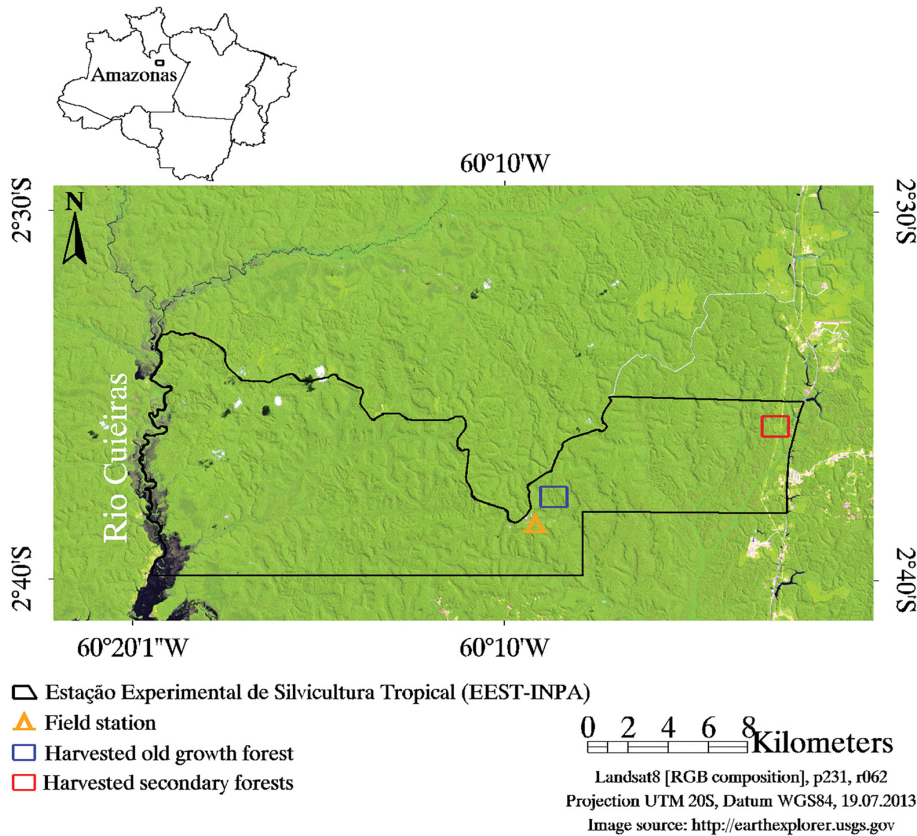 Amazonas
60°10'W
2°30'S
2°30'S
N
Rio Cuieiras
2°40'S
2°40'S
60°20'1"W
60°10'W
Estação Experimental de Silvicultura Tropical (EEST-INPA)
Field station
Harvested old growth forest
Harvested secondary forests
0 2 4 6 8
Kilometers
Landsat8 [RGB composition], p231, r062
Projection UTM 20S, Datum WGS84, 19.07.2013
Image source: http://earthexplorer.usgs.gov